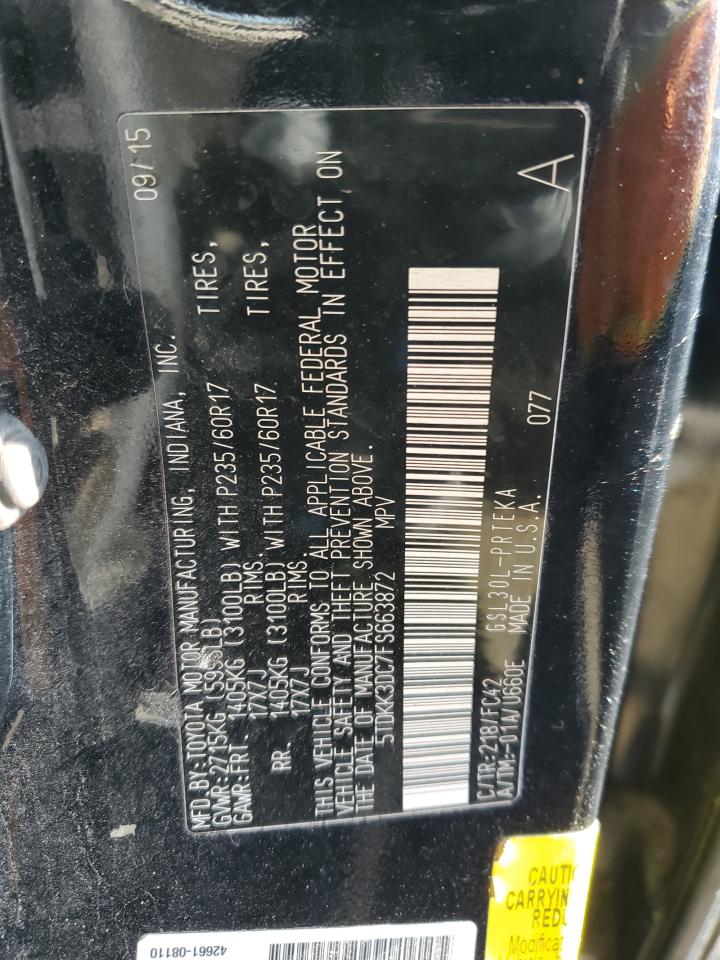 09/15
MFD.BY:TOYOTA MOTOR MANUFACTURING, INDIANA, INC.
GVWR:2715KG (5985LB)
GAWR:FRT. 1405KG (3100LB) WITH P235/60R17 TIRES,
17X7J RIMS.
RR. 1405KG (3100LB) WITH P235/60R17 TIRES,
17X7J RIMS.
THIS VEHICLE CONFORMS TO ALL APPLICABLE FEDERAL MOTOR
VEHICLE SAFETY AND THEFT PREVENTION STANDARDS IN EFFECT ON
THE DATE OF MANUFACTURE SHOWN ABOVE.
5TDKK3DC7FS663872 MPV
C/TR:218/FC42 GSL30L-PRTEKA 077
A/TM:-01A/U660E MADE IN U.S.A.
A
42661-08110
CAUTI
CARRYIN
REDU
Modificat